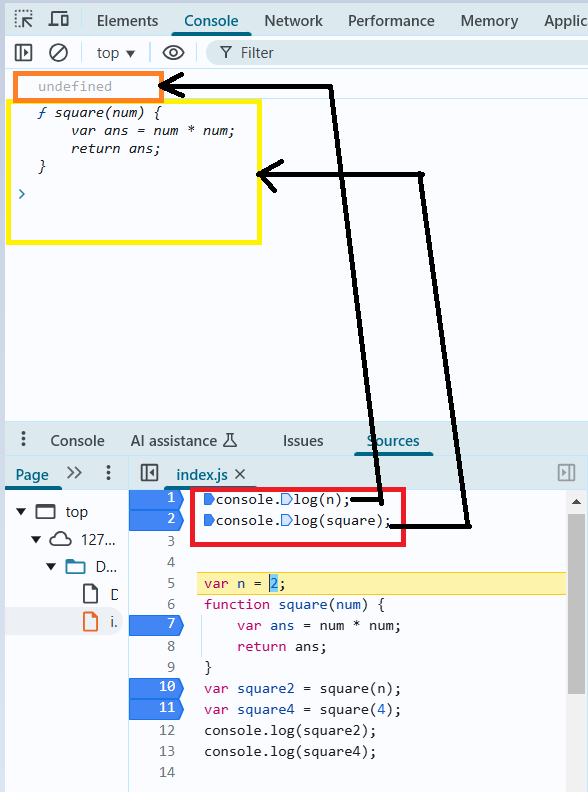 Elements Console Network Performance Memory Applic
top Filter
undefined
ƒ square(num) {
var ans = num * num;
return ans;
}
Console AI assistance Issues Sources
Page index.js
1 console.log(n);
2 console.log(square);
3
4
5 var n = 2;
6 function square(num) {
7 var ans = num * num;
8 return ans;
9 }
10 var square2 = square(n);
11 var square4 = square(4);
12 console.log(square2);
13 console.log(square4);
14
top
127...
D...
D
i.